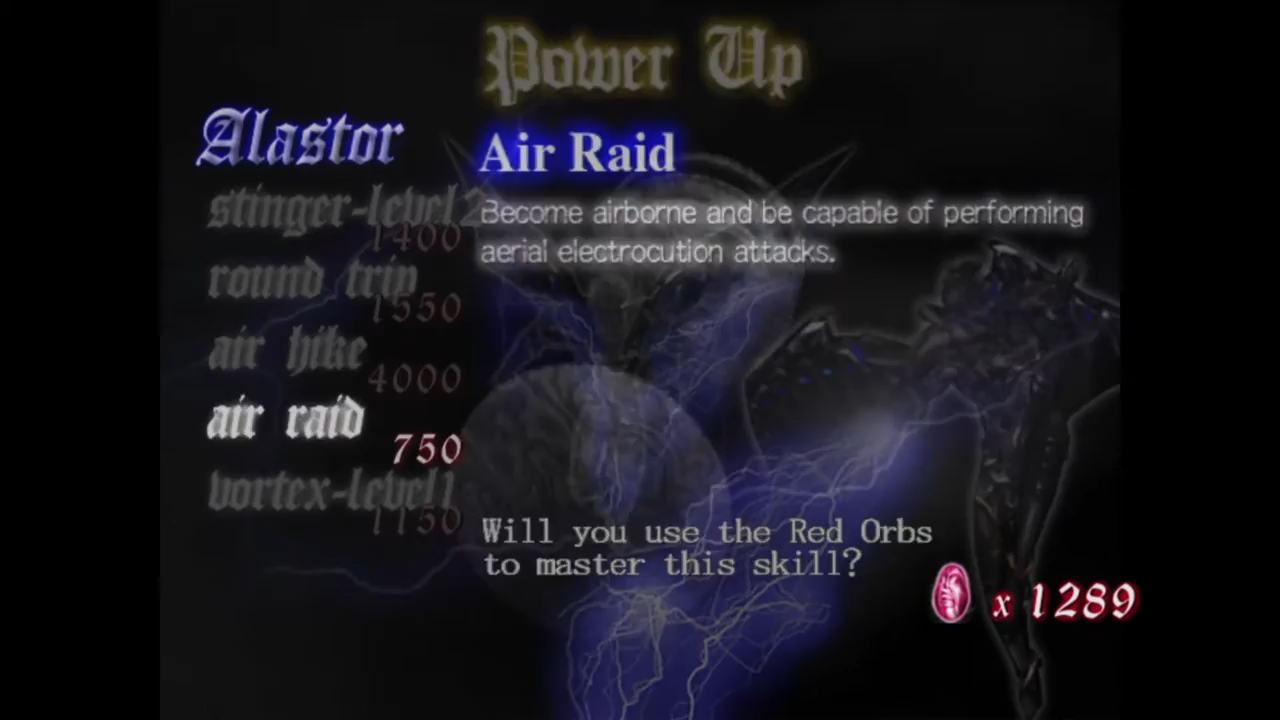 Power Up
Alastor
stinger-level2
1400
round trip
1550
air hike
4000
air raid
750
vortex-level1
1150
Air Raid
Become airborne and be capable of performing
aerial electrocution attacks.
Will you use the Red Orbs
to master this skill?
x 1289